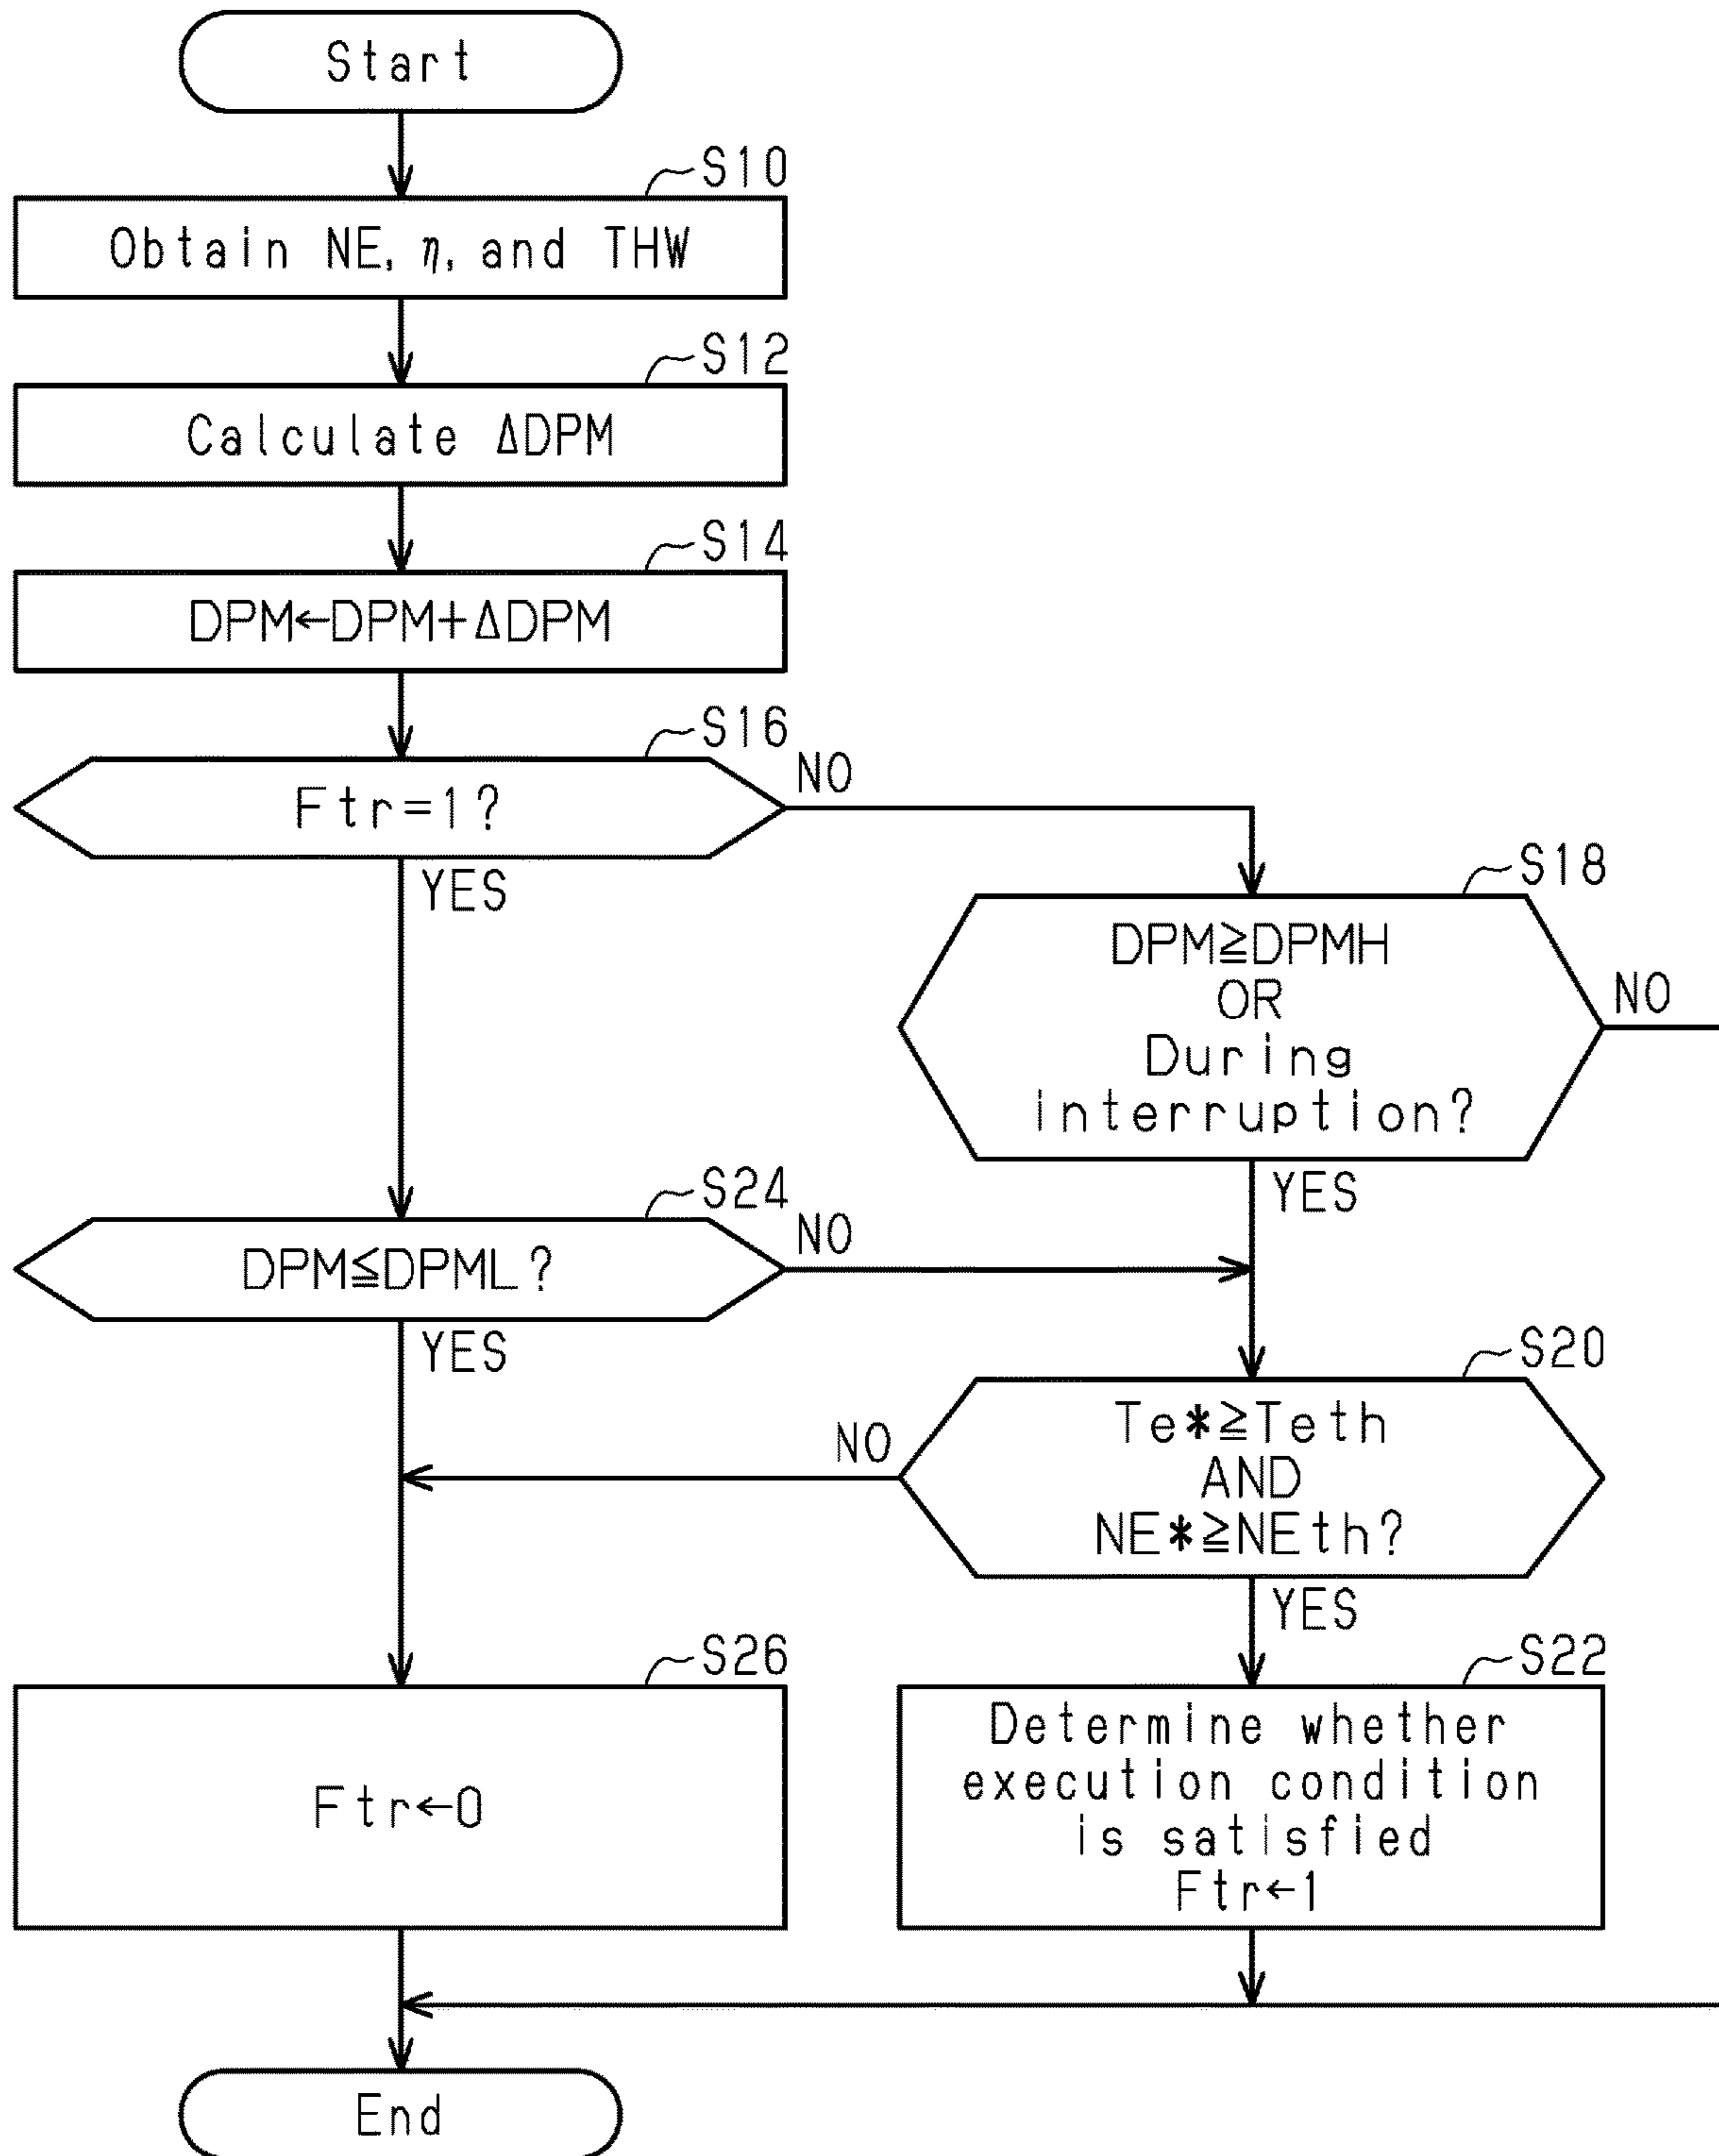 Start
S10
Obtain NE, η, and THW
S12
Calculate ΔDPM
S14
DPM←DPM+ΔDPM
S16
Ftr=1?
NO
YES
S18
DPM≧DPMH
OR
During
interruption?
NO
YES
S24
DPM≦DPML?
NO
YES
S20
Te*≧Teth
AND
NE*≧NEth?
NO
YES
S26
Ftr←0
S22
Determine whether
execution condition
is satisfied
Ftr←1
End